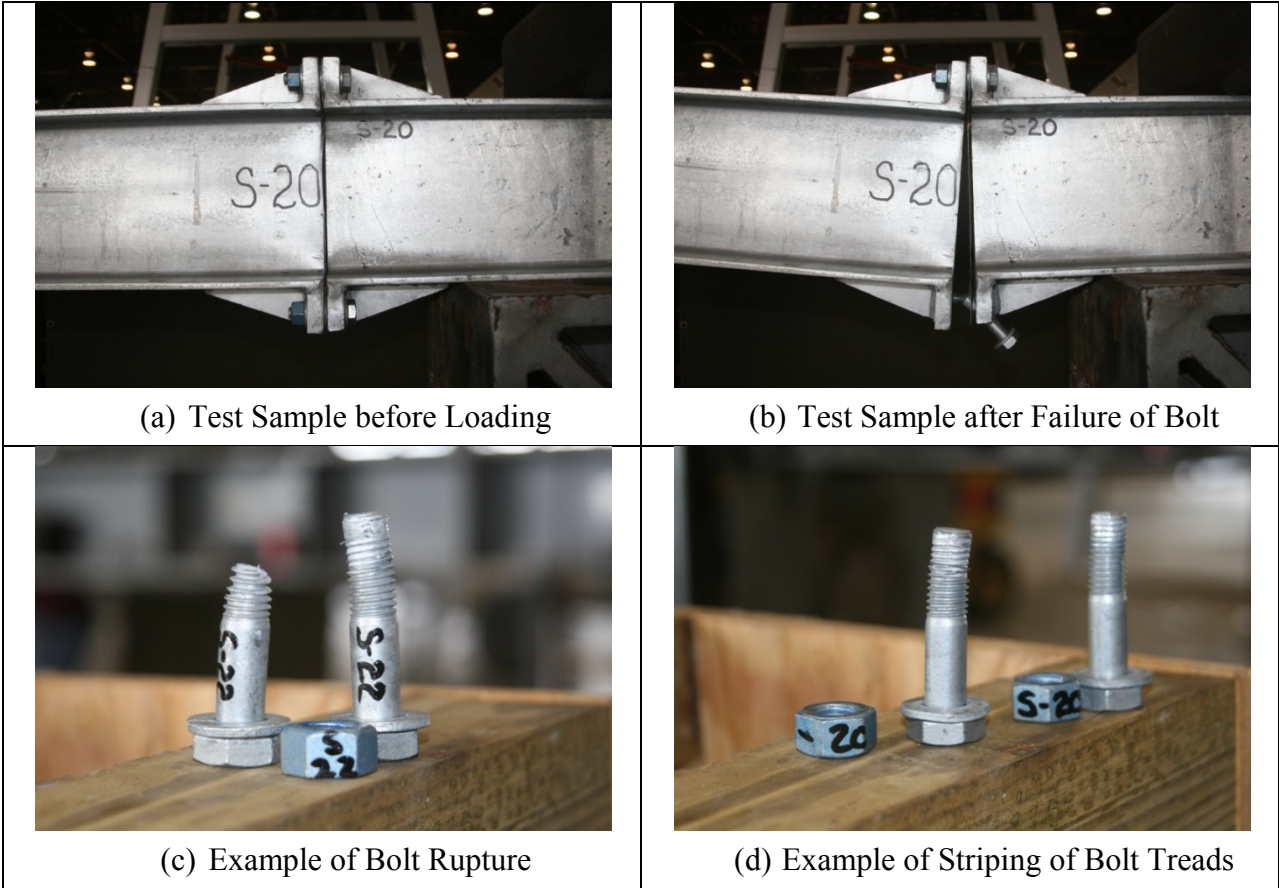 S-20
S-20
(a) Test Sample before Loading
S-20
S-20
(b) Test Sample after Failure of Bolt
S-22
S-22
S
22
(c) Example of Bolt Rupture
- 20
S-20
(d) Example of Striping of Bolt Treads